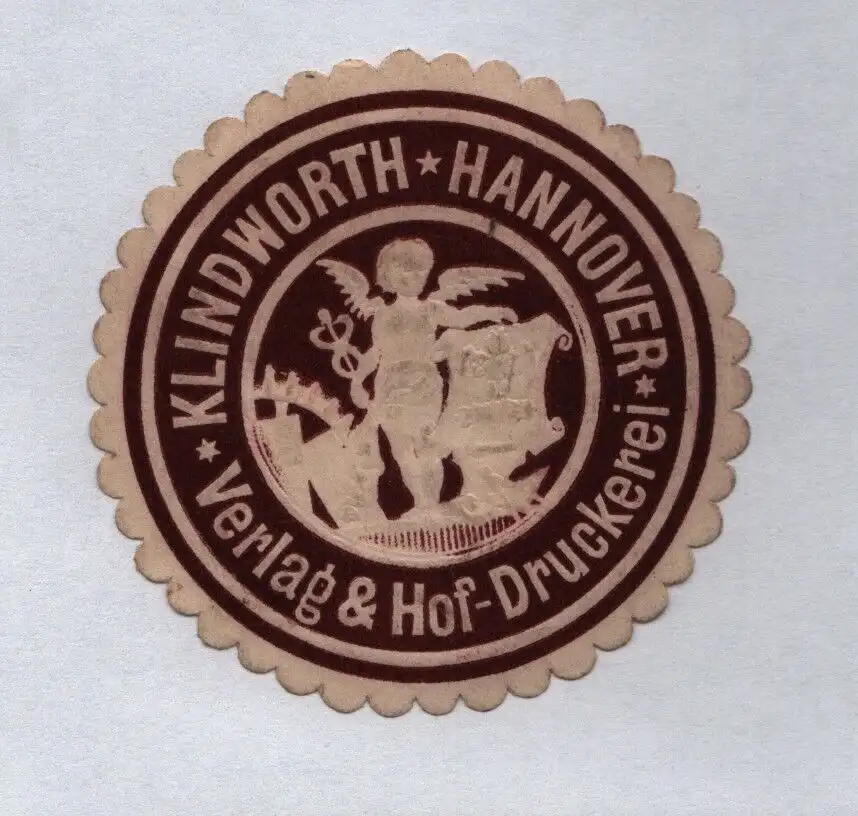 KLINDWORTH ★ HANNOVER ★
Verlag & Hof-Druckerei ★